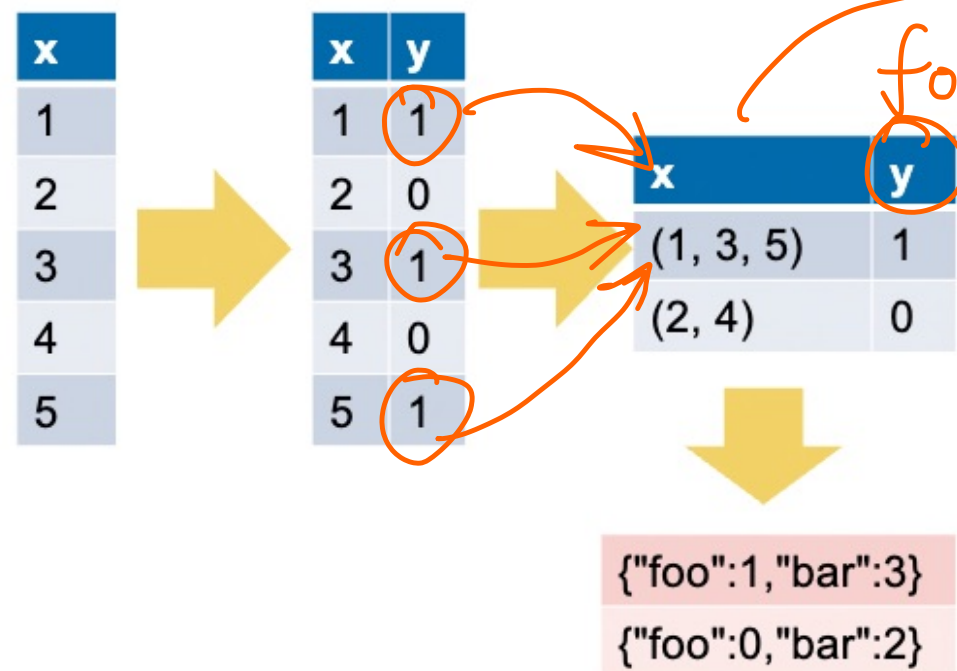 x
1
2
3
4
5
x y
1 1
2 0
3 1
4 0
5 1
fo
x y
(1, 3, 5) 1
(2, 4) 0
{"foo":1,"bar":3}
{"foo":0,"bar":2}